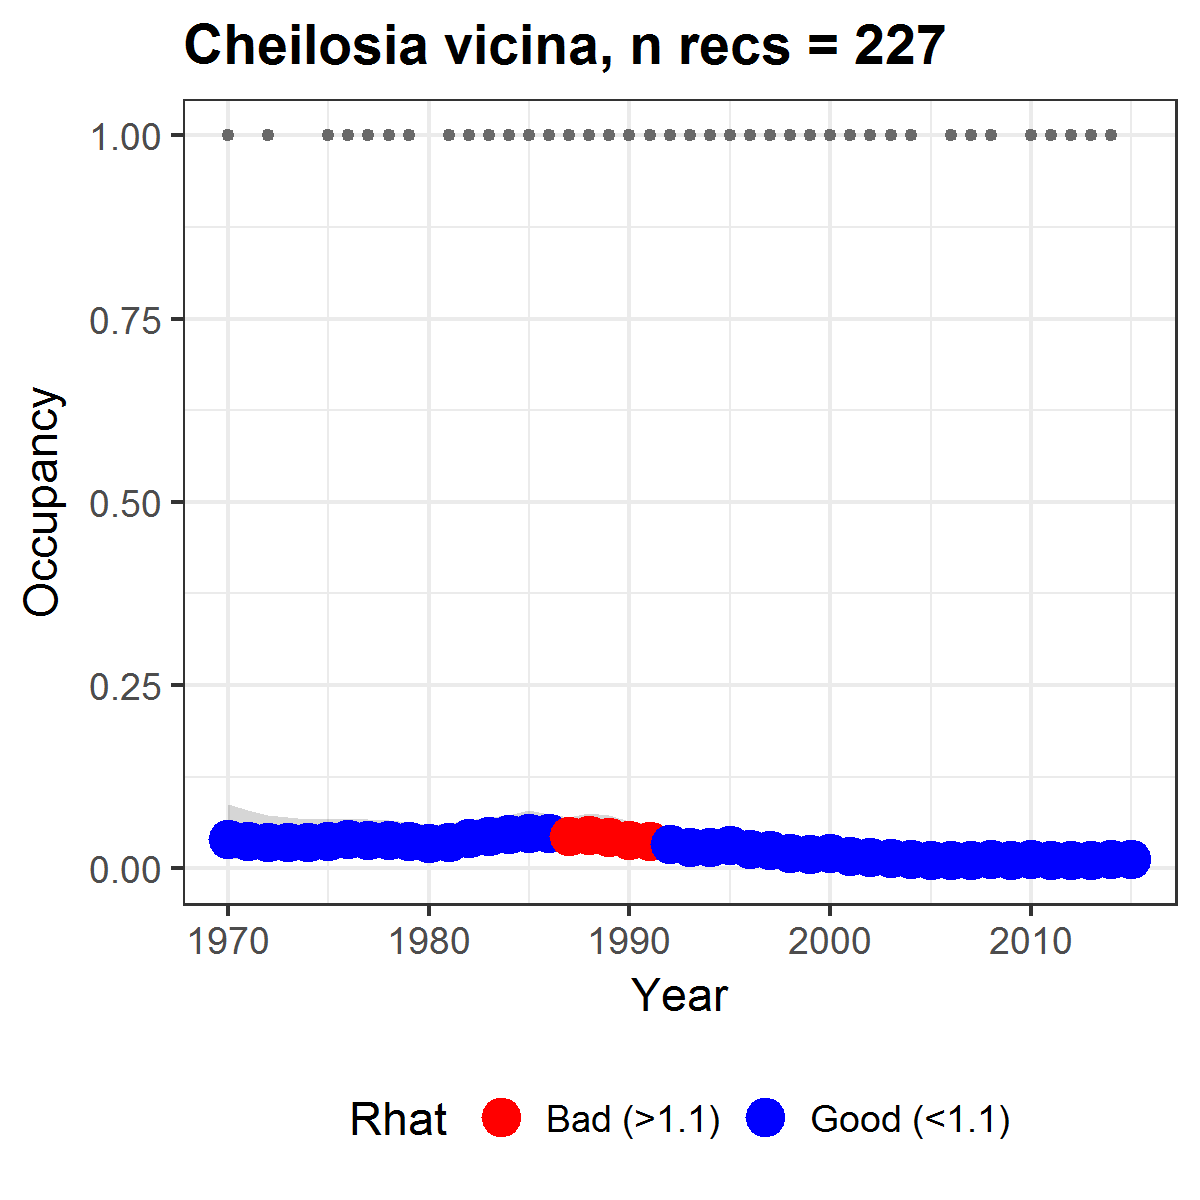 Cheilosia vicina, n recs = 227
1.00
0.75
0.50
0.25
0.00
Occupancy
1970 1980 1990 2000 2010
Year
Rhat Bad (>1.1) Good (<1.1)